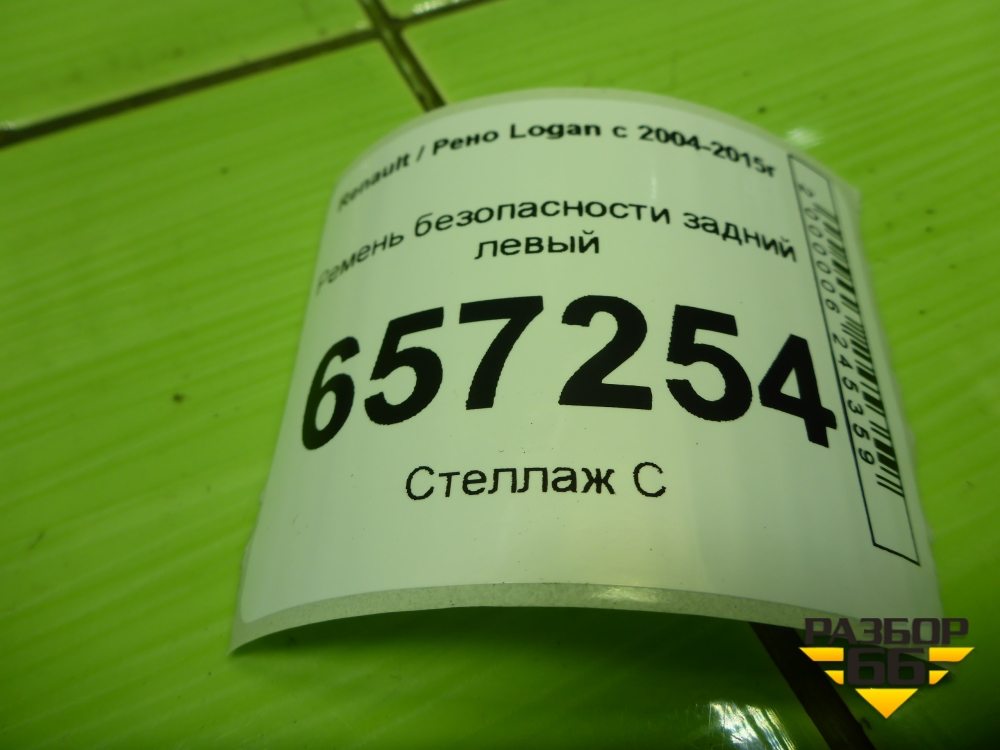 Renault / Рено Logan с 2004-2015г
Ремень безопасности задний
левый
657254
Стеллаж С
2000006245359
РАЗБОР
66